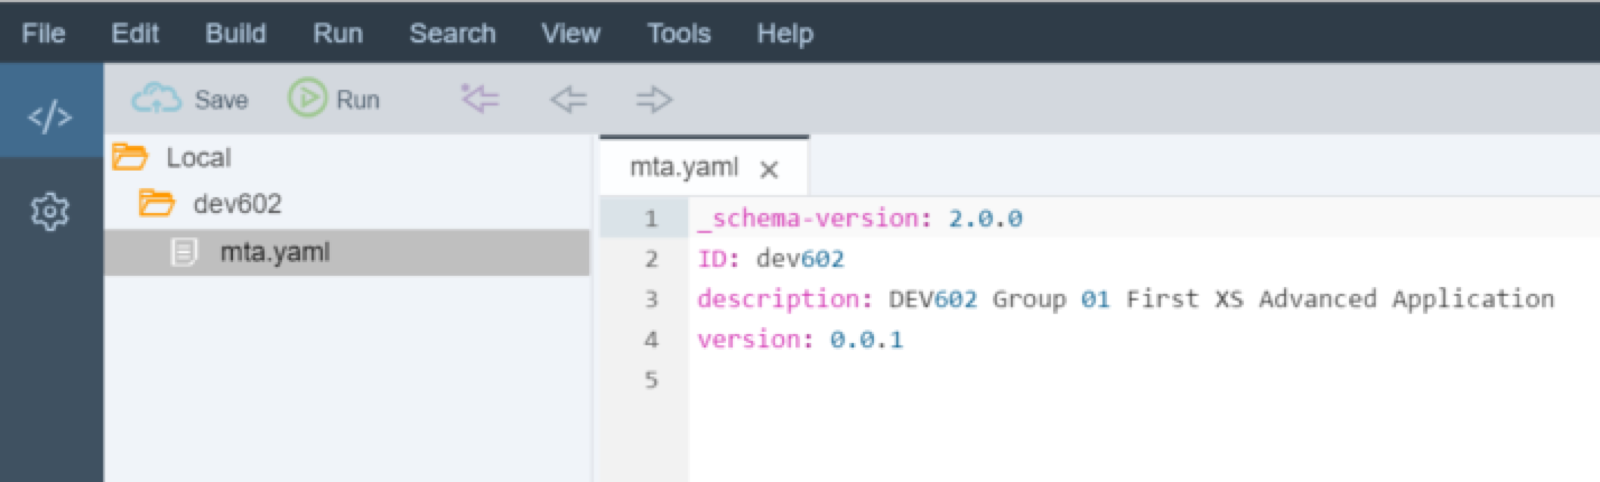 File Edit Build Run Search View Tools Help
</> Save Run
Local
dev602
mta.yaml
mta.yaml ×
1 _schema-version: 2.0.0
2 ID: dev602
3 description: DEV602 Group 01 First XS Advanced Application
4 version: 0.0.1
5